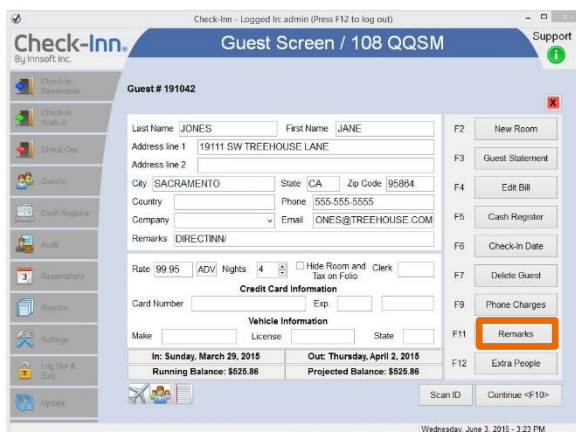 Check-Inn - Logged In: admin (Press F12 to log out)
Check-Inn®
By Innsoft Inc.
Guest Screen / 108 QQSM
Support
Check-In Reservation
Check-In Walk-In
Check-Out
Guests
Cash Register
Audit
3 Reservations
Reports
Settings
Log Out & Exit
Update
Guest # 191042
X
Last Name JONES First Name JANE
Address line 1 19111 SW TREEHOUSE LANE
Address line 2
City SACRAMENTO State CA Zip Code 95864
Country Phone 555-555-5555
Company Email ONES@TREEHOUSE.COM
Remarks DIRECTINN/
Rate 99.95 ADV Nights 4 Hide Room and Tax on Folio Clerk
Credit Card Information
Card Number Exp.
Vehicle Information
Make License State
In: Sunday, March 29, 2015 Out: Thursday, April 2, 2015
Running Balance: $525.86 Projected Balance: $525.86
F2 New Room
F3 Guest Statement
F4 Edit Bill
F5 Cash Register
F6 Check-In Date
F7 Delete Guest
F9 Phone Charges
F11 Remarks
F12 Extra People
Scan ID Continue <F10>
Wednesday, June 3, 2015 - 3:23 PM